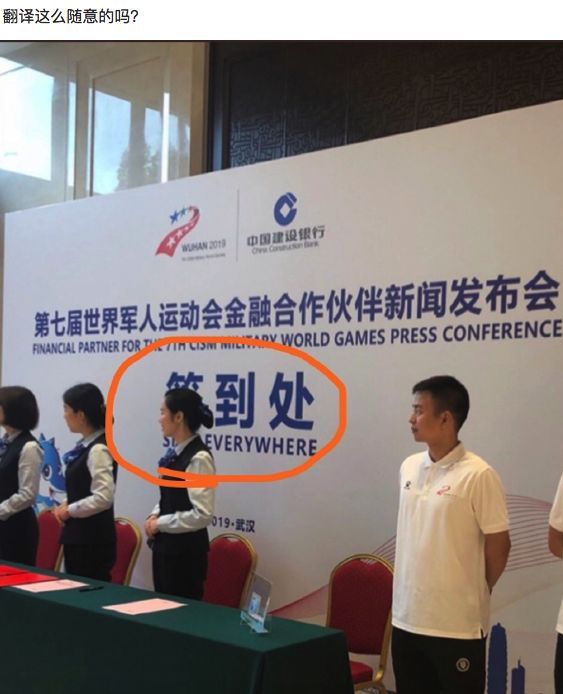 翻译这么随意的吗?
WUHAN 2019
中国建设银行
China Construction Bank
第七届世界军人运动会金融合作伙伴新闻发布会
FINANCIAL PARTNER FOR THE 7TH CISM MILITARY WORLD GAMES PRESS CONFERENCE
到处
EVERYWHERE
019·武汉